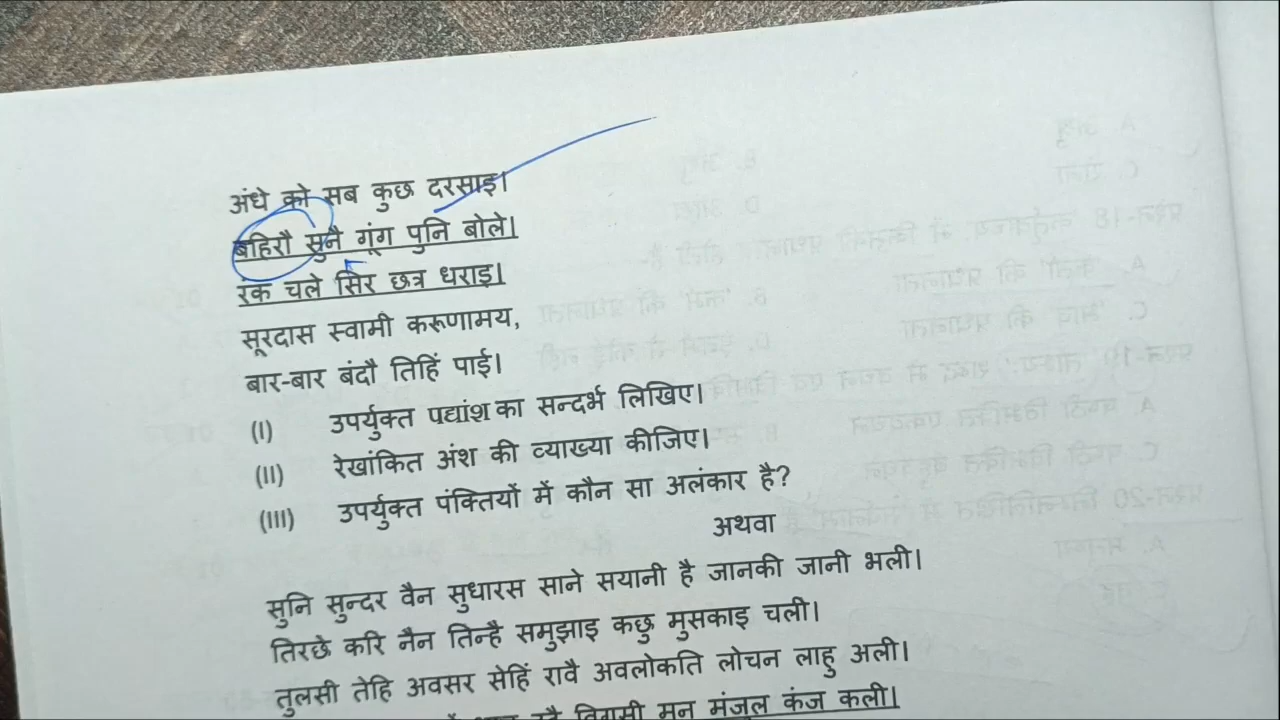 अंधे को सब कुछ दरसाइ।
बहिरौ सुनै गूंग पुनि बोले।
रंक चले सिर छत्र धराइ।
सूरदास स्वामी करूणामय,
बार-बार बंदौ तिहिं पाई।
(I) उपर्युक्त पद्यांश का सन्दर्भ लिखिए।
(II) रेखांकित अंश की व्याख्या कीजिए।
(III) उपर्युक्त पंक्तियों में कौन सा अलंकार है?
अथवा
सुनि सुन्दर वैन सुधारस साने सयानी है जानकी जानी भली।
तिरछे करि नैन तिन्है समुझाइ कछु मुसकाइ चली।
तुलसी तेहि अवसर सेहिं रावै अवलोकति लोचन लाहु अली।
मन मंजुल कंज कली।